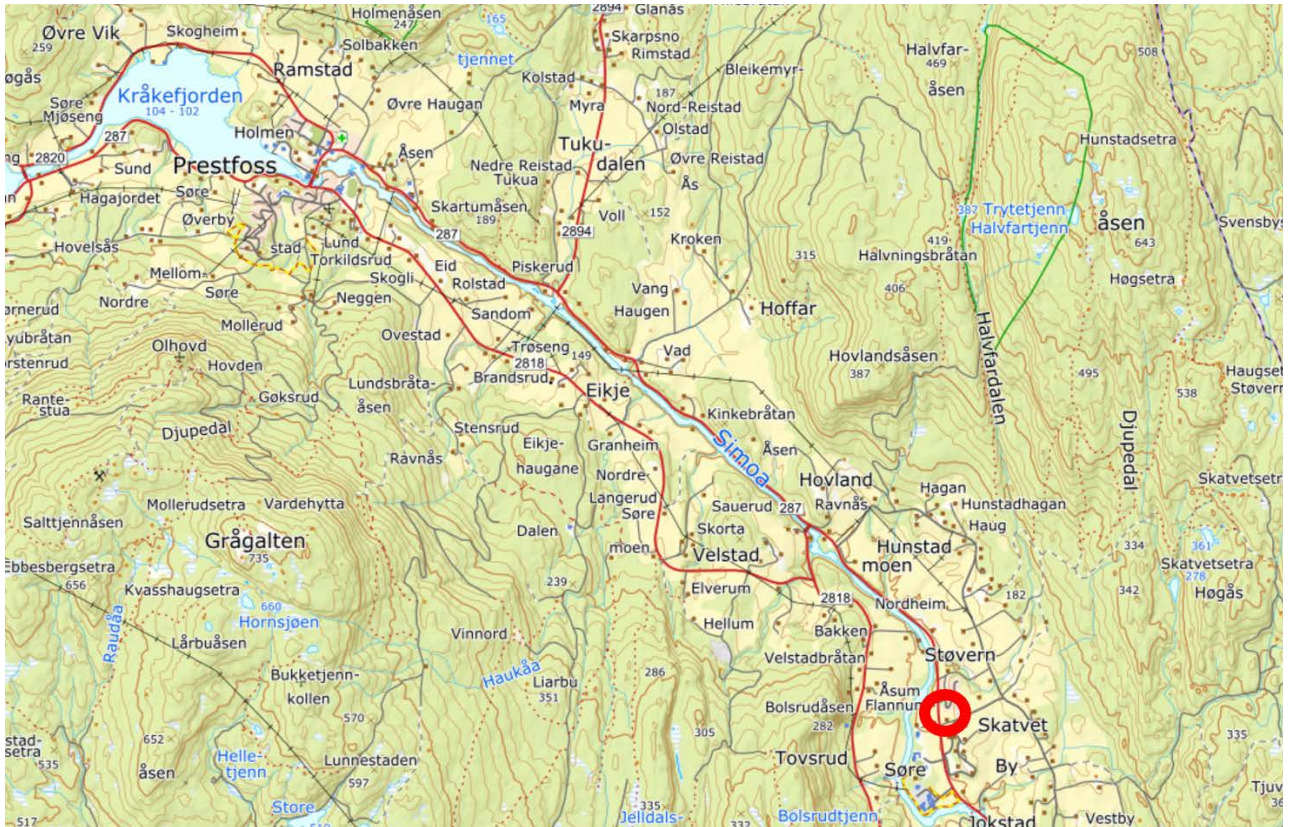 2894
Glanås
Holmenåsen
247
165
Øvre Vik
Skogheim
Skarpsno
Rimstad
259
Solbakken
tjennet
Halvfar-
469
åsen
508
Ramstad
Kolstad
Bleikemyr-
Kråkefjorden
104 - 102
Øvre Haugan
Myra
187
Nord-Reistad
Søre
Mjøseng
287
Holmen
Olstad
Hunstadsetra
2820
Sund
Prestfoss
Åsen
Tuku-
dalen
Nedre Reistad
Tukua
Øvre Reistad
Ås
Hagajordet
Søre
Øverby
Skartumåsen
189
Voll
152
387
Trytetjenn
Halvfartjenn
åsen
643
Svensbys
Hovelsås
stad
Lund
Torkildsrud
287
2894
Kroken
419
Halvningsbråtan
315
Høgsetra
Mellom-
Nordre
Søre
Skogli
Eid
Rolstad
Piskerud
Vang
Haugen
406
Mollerud
Neggen
Sandom
Hoffar
Halvfardalen
Olhovd
Hovden
Ovestad
Trøseng
149
2818
Vad
Hovlandsåsen
387
495
Haugset
Støvern
538
Rante-
stua
Gøksrud
Lundsbråta-
åsen
Brandsrud
Eikje
Kinkebråtan
Djupedal
Stensrud
Eikje-
haugane
Granheim
Simoa
Åsen
Djupedal
Råvnås
Nordre
Langerud
Søre
Hovland
Ravnås
Hagan
Skatvetsetra
Mollerudsetra
Vardehytta
Sauerud
287
Hunstadhagan
Haug
Salttjennåsen
Grågalten
735
Dalen
moen
Skorta
Velstad
Hunstad
moen
334
361
Skatvetsetra
278
Høgås
Ebbesbergsetra
656
Kvasshaugsetra
239
Elverum
2818
Nordheim
182
342
660
Hornsjøen
Raudåa
Lårbuåsen
Vinnord
Hellum
Bakken
Velstadbråtan
Støvern
Bukketjenn-
kollen
Haukåa
Liarbu
351
286
Åsum
Flannum
570
Bolsrudåsen
282
Skatvet
652
åsen
Helle-
tjenn
Lunnestaden
597
305
335
Tovsrud
Søre
By
535
517
Store
335
Jelldals-
332
Bolsrudtjenn
Jokstad
Vestby